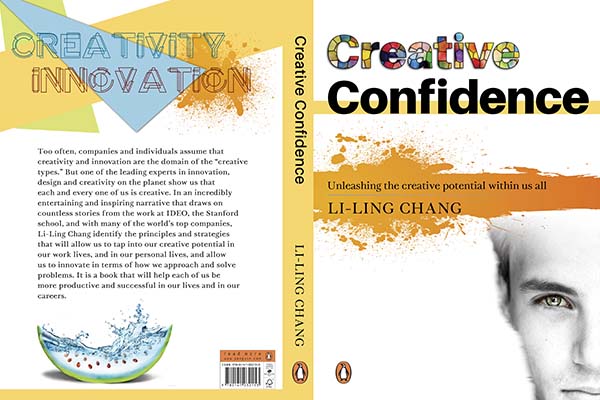 CREATIVITY
INNOVATION
Too often, companies and individuals assume that
creativity and innovation are the domain of the “creative
types.” But one of the leading experts in innovation,
design and creativity on the planet show us that
each and every one of us is creative. In an incredibly
entertaining and inspiring narrative that draws on
countless stories from the work at IDEO, the Stanford
school, and with many of the world’s top companies,
Li-Ling Chang identify the principles and strategies
that will allow us to tap into our creative potential in
our work lives, and in our personal lives, and allow
us to innovate in terms of how we approach and solve
problems. It is a book that will help each of us be
more productive and successful in our lives and in our
careers.
read more
Creative Confidence
LI-LING CHANG
Creative
Confidence
Unleashing the creative potential within us all
LI-LING CHANG